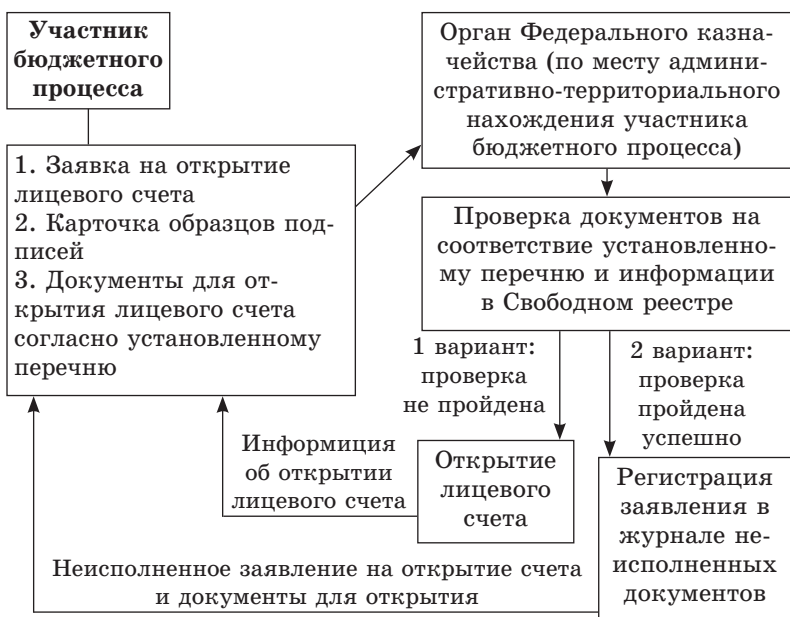 Участник
бюджетного
процесса
1. Заявка на открытие
лицевого счета
2. Карточка образцов под-
писей
3. Документы для от-
крытия лицевого счета
согласно установленному
перечню
Орган Федерального казна-
чейства (по месту админи-
стративно-территориального
нахождения участника
бюджетного процесса)
Проверка документов на
соответствие установленно-
му перечню и информации
в Свободном реестре
1 вариант:
проверка
не пройдена
2 вариант:
проверка
пройдена
успешно
Информиция
об открытии
лицевого счета
Открытие
лицевого
счета
Регистрация
заявления в
журнале не-
исполненных
документов
Неисполненное заявление на открытие счета
и документы для открытия